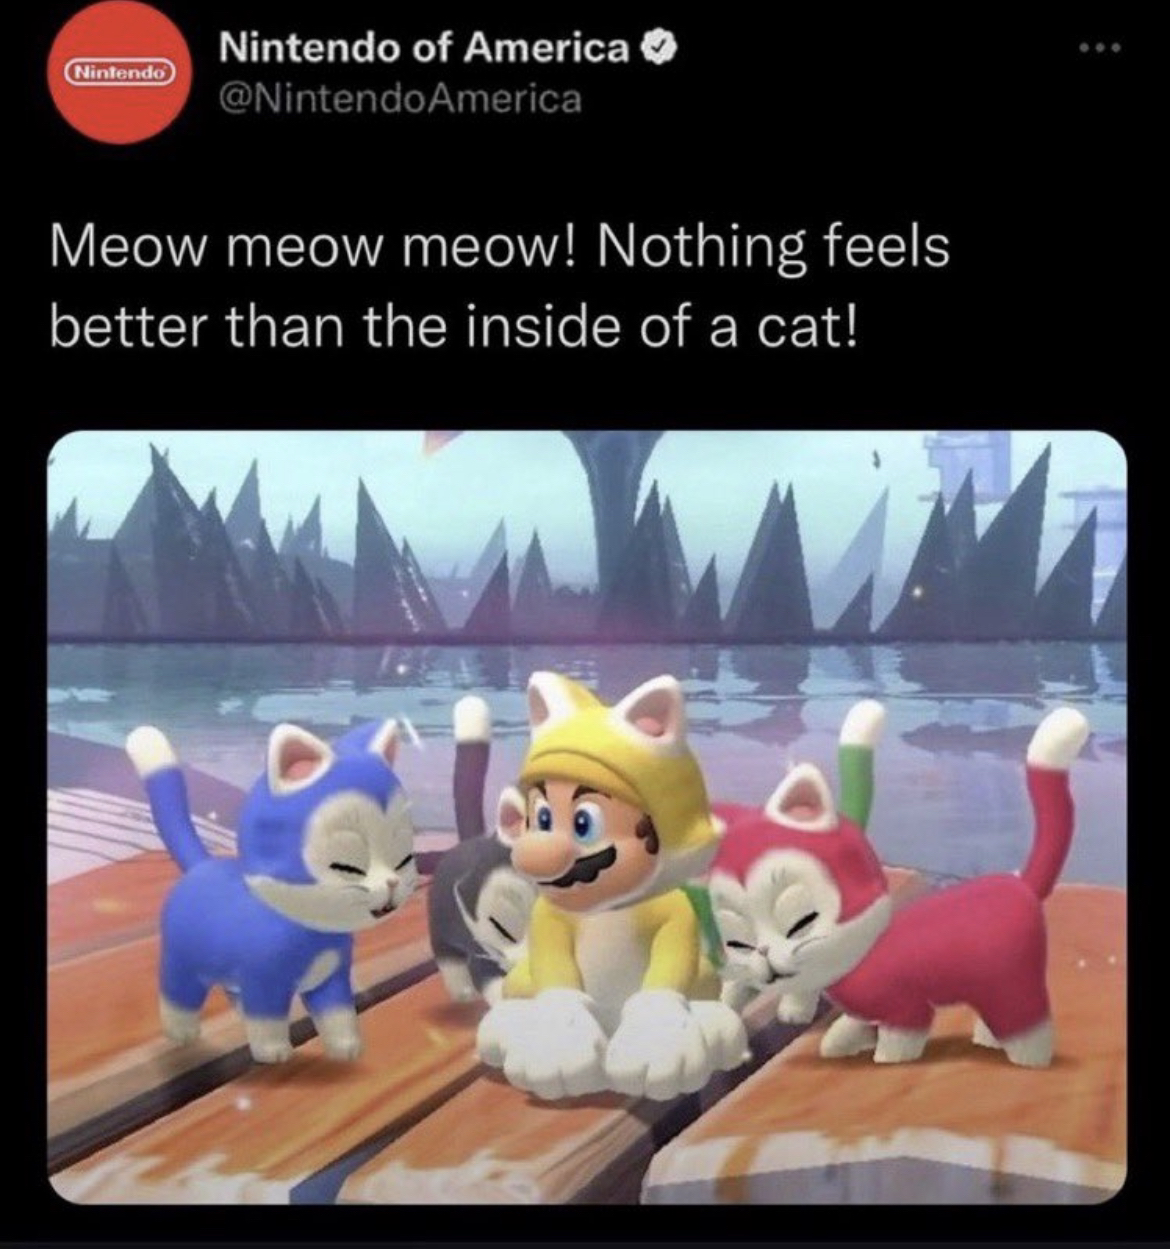 Nintendo
Nintendo of America
@NintendoAmerica
Meow meow meow! Nothing feels
better than the inside of a cat!